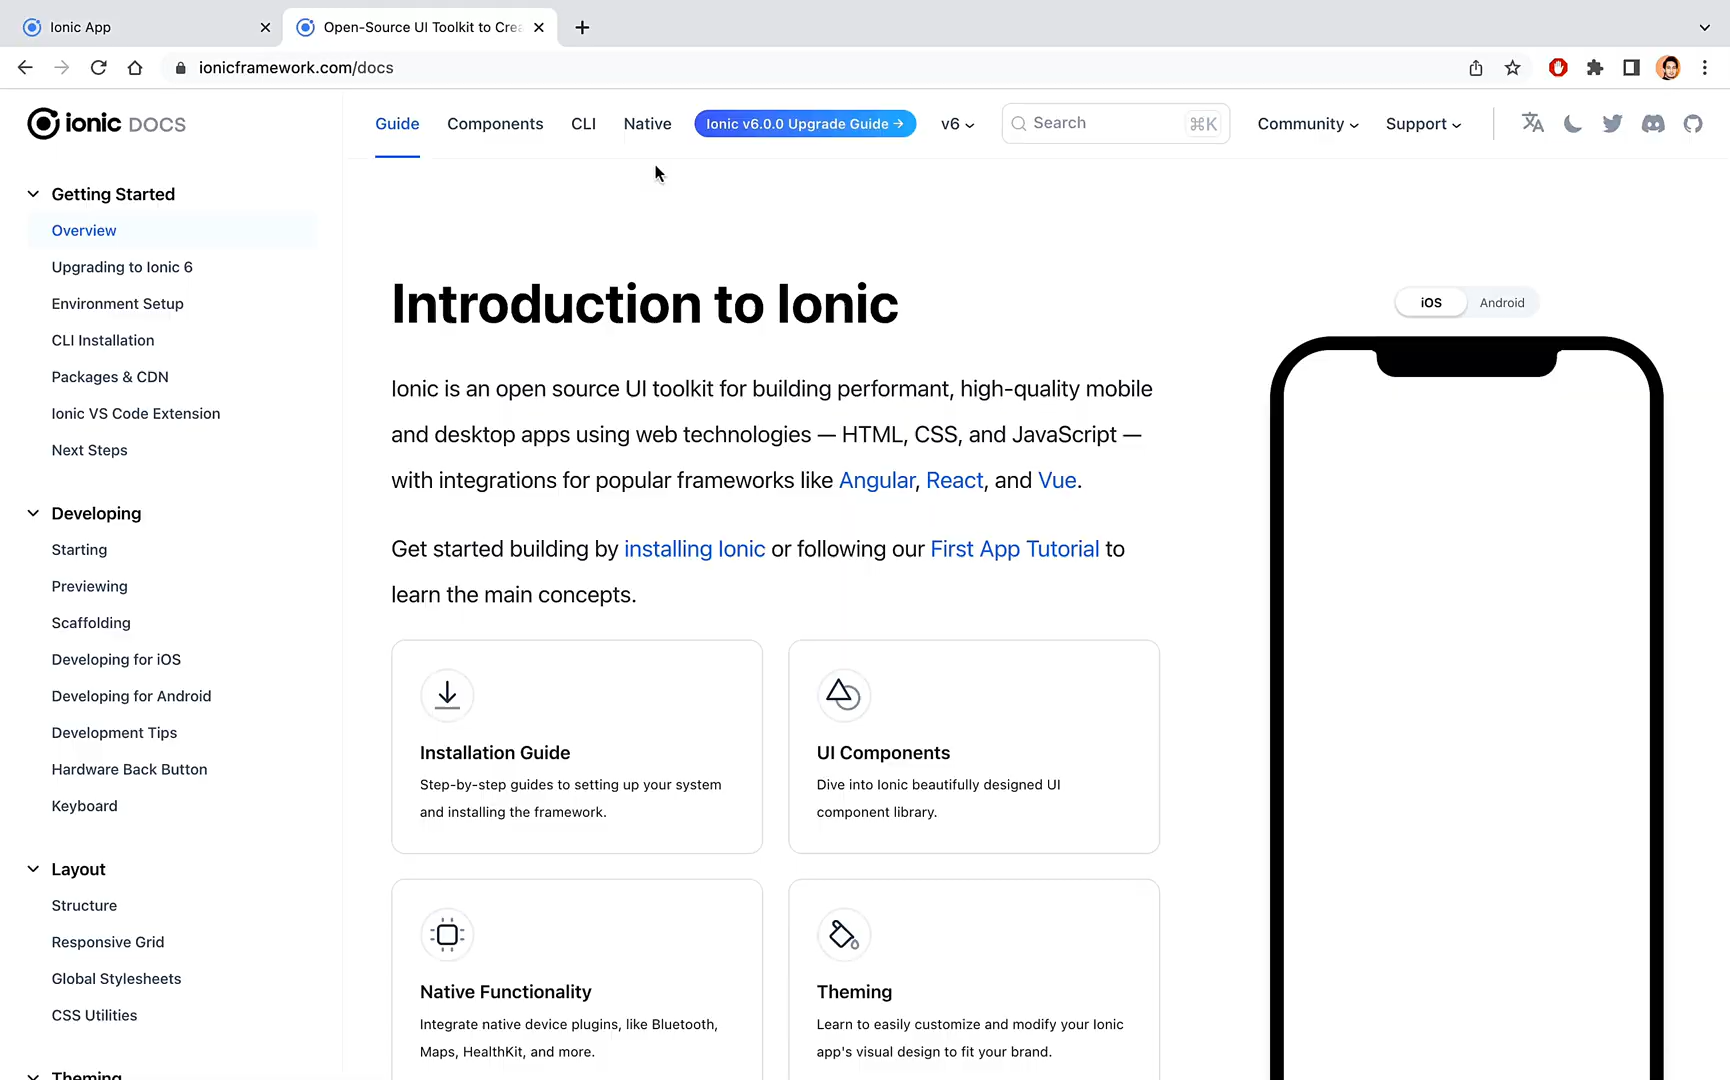 Ionic App
Open-Source UI Toolkit to Crea
ionicframework.com/docs
ionic DOCS
Guide
Components
CLI
Native
Ionic v6.0.0 Upgrade Guide →
v6
Search
⌘K
Community
Support
Getting Started
Overview
Upgrading to Ionic 6
Environment Setup
CLI Installation
Packages & CDN
Ionic VS Code Extension
Next Steps
Developing
Starting
Previewing
Scaffolding
Developing for iOS
Developing for Android
Development Tips
Hardware Back Button
Keyboard
Layout
Structure
Responsive Grid
Global Stylesheets
CSS Utilities
Theming
Introduction to Ionic
Ionic is an open source UI toolkit for building performant, high-quality mobile
and desktop apps using web technologies — HTML, CSS, and JavaScript —
with integrations for popular frameworks like Angular, React, and Vue.
Get started building by installing Ionic or following our First App Tutorial to
learn the main concepts.
Installation Guide
Step-by-step guides to setting up your system
and installing the framework.
UI Components
Dive into Ionic beautifully designed UI
component library.
Native Functionality
Integrate native device plugins, like Bluetooth,
Maps, HealthKit, and more.
Theming
Learn to easily customize and modify your Ionic
app's visual design to fit your brand.
iOS
Android